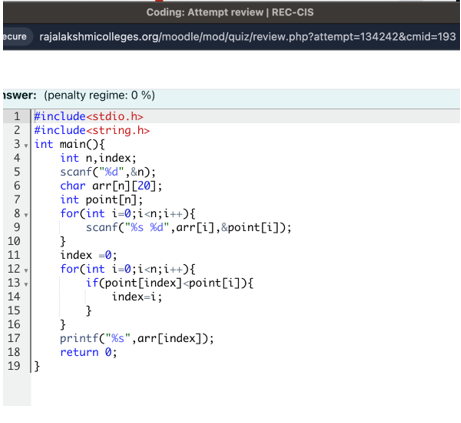 Coding: Attempt review | REC-CIS
ecure rajalakshmicolleges.org/moodle/mod/quiz/review.php?attempt=134242&cmid=193
nswer: (penalty regime: 0 %)
1 #include<stdio.h>
2 #include<string.h>
3 int main(){
4     int n,index;
5     scanf("%d",&n);
6     char arr[n][20];
7     int point[n];
8     for(int i=0;i<n;i++){
9         scanf("%s %d",arr[i],&point[i]);
10     }
11     index =0;
12     for(int i=0;i<n;i++){
13         if(point[index]<point[i]){
14             index=i;
15         }
16     }
17     printf("%s",arr[index]);
18     return 0;
19 }